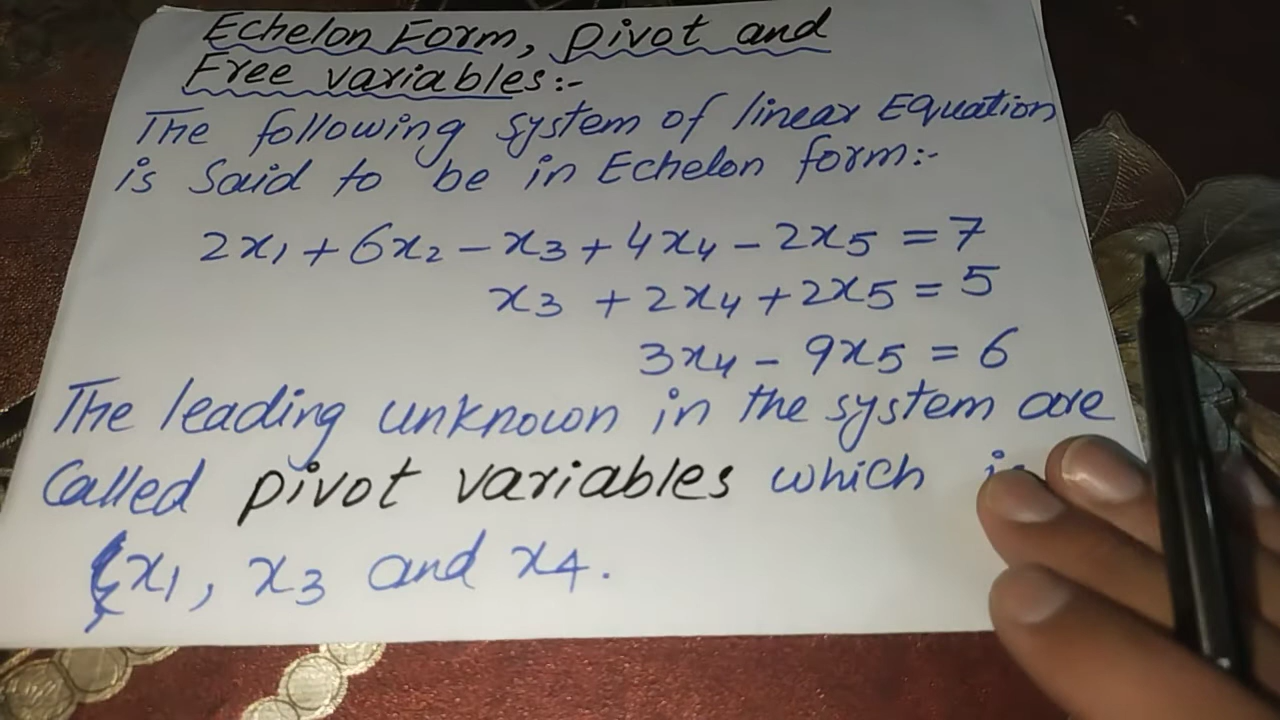 Echelon Form, pivot and
Free variables:-
The following system of linear Equation
is Said to be in Echelon form:-
2x₁ + 6x₂ - x₃ + 4x₄ - 2x₅ = 7
x₃ + 2x₄ + 2x₅ = 5
3x₄ - 9x₅ = 6
The leading unknown in the system are
Called pivot variables which
x₁, x₃ and x₄.